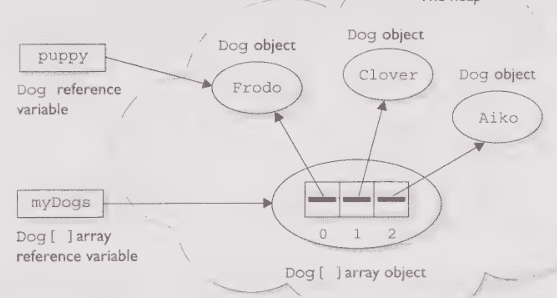 The heap
Dog object
Dog object
puppy
Clover
Dog object
Frodo
Dog reference
variable
Aiko
myDogs
0 1 2
Dog [ ] array
reference variable
Dog [ ] array object